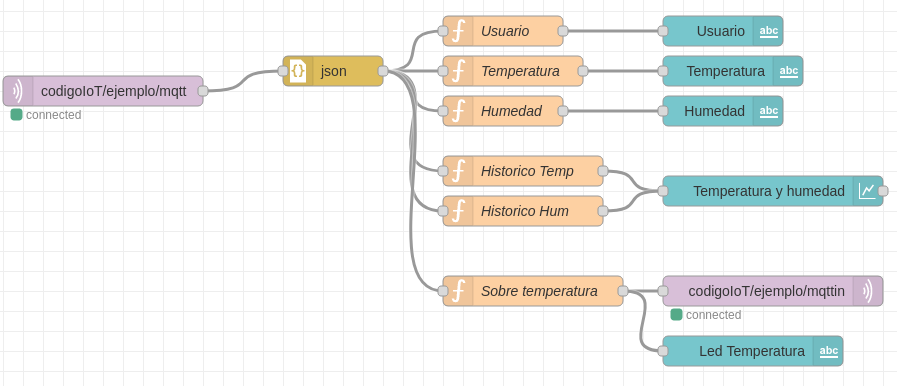 codigoIoT/ejemplo/mqtt
connected
{} json
Usuario
Usuario abc
Temperatura
Temperatura abc
Humedad
Humedad abc
Historico Temp
Historico Hum
Temperatura y humedad
Sobre temperatura
codigoIoT/ejemplo/mqttin
connected
Led Temperatura abc